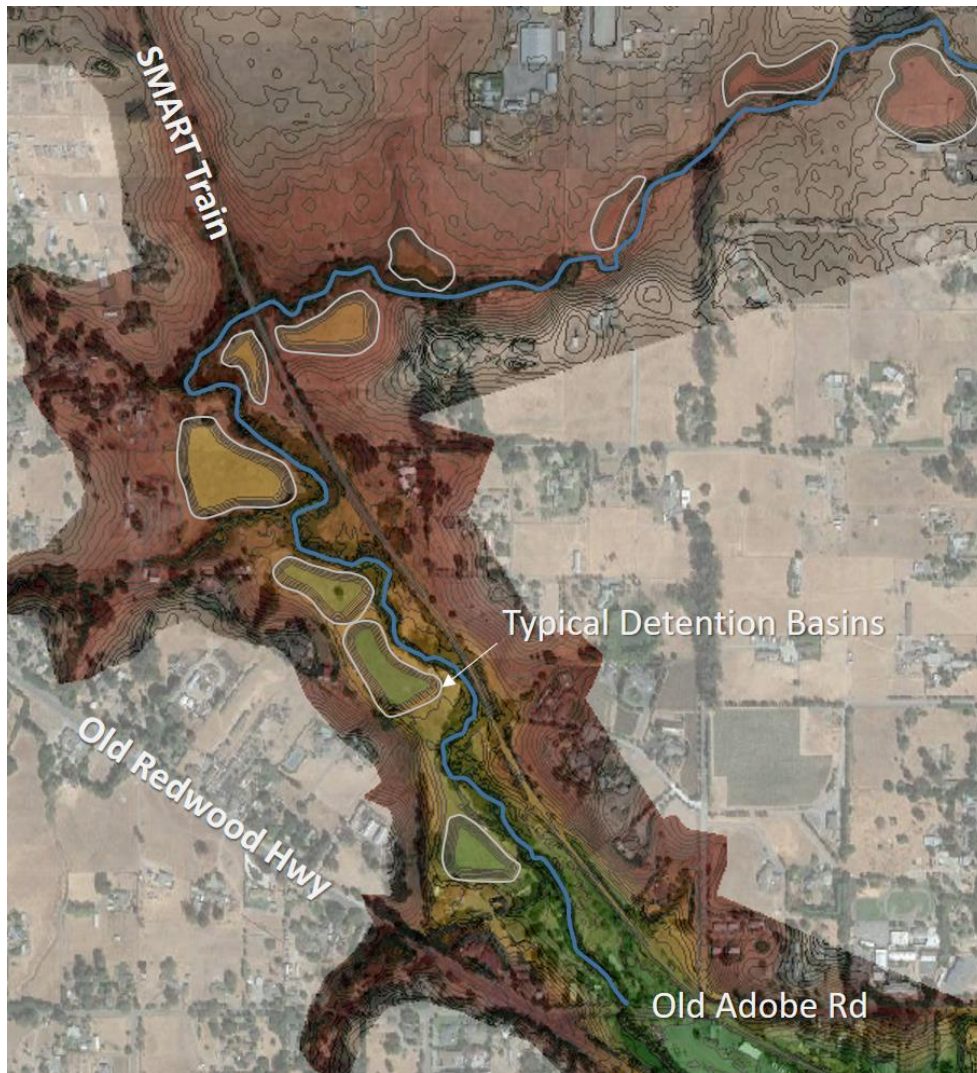 SMART Train
Typical Detention Basins
Old Redwood Hwy
Old Adobe Rd